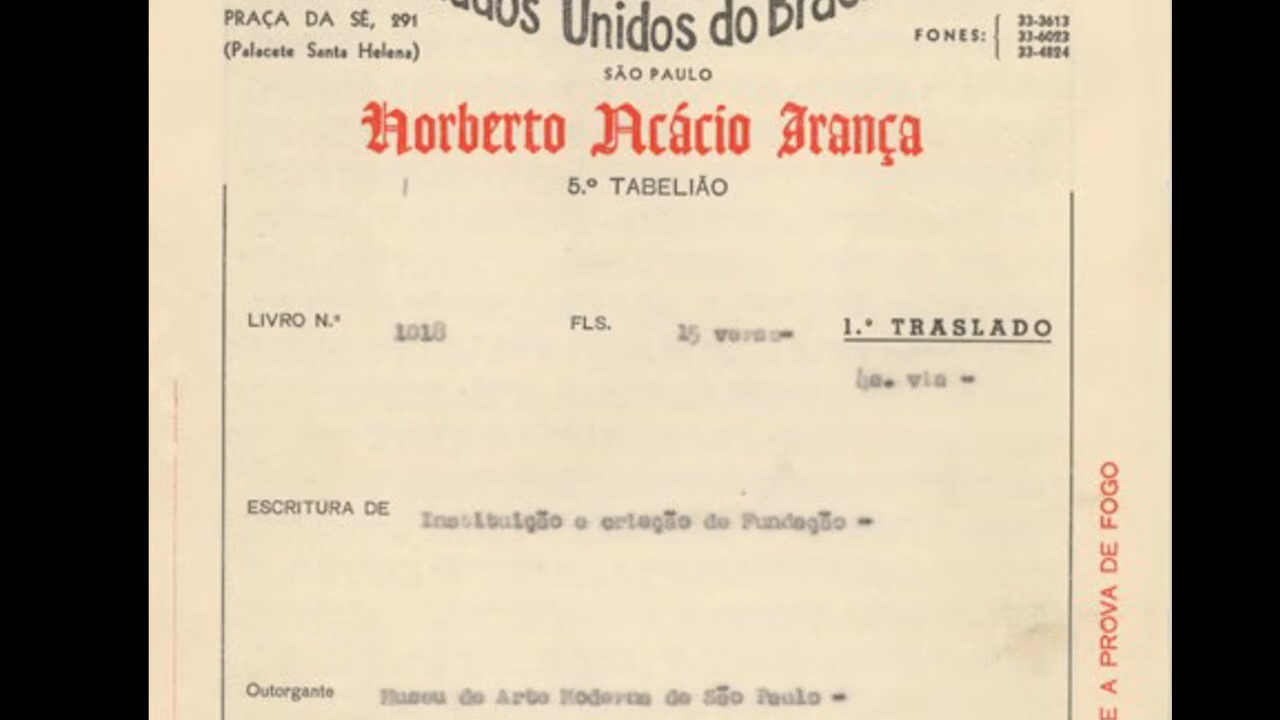 Unidos do
PRAÇA DA SÉ, 291
(Palacete Santa Helena)
FONES:
33-3613
33-6023
33-4824
SÃO PAULO
Norberto Acácio França
5.º TABELIÃO
LIVRO N.º 1018 FLS. 15 verso- 1.º TRASLADO
4a. via -
ESCRITURA DE Instituição e criação de Fundação -
Outorgante Museu de Arte Moderna de São Paulo -
A PROVA DE FOGO